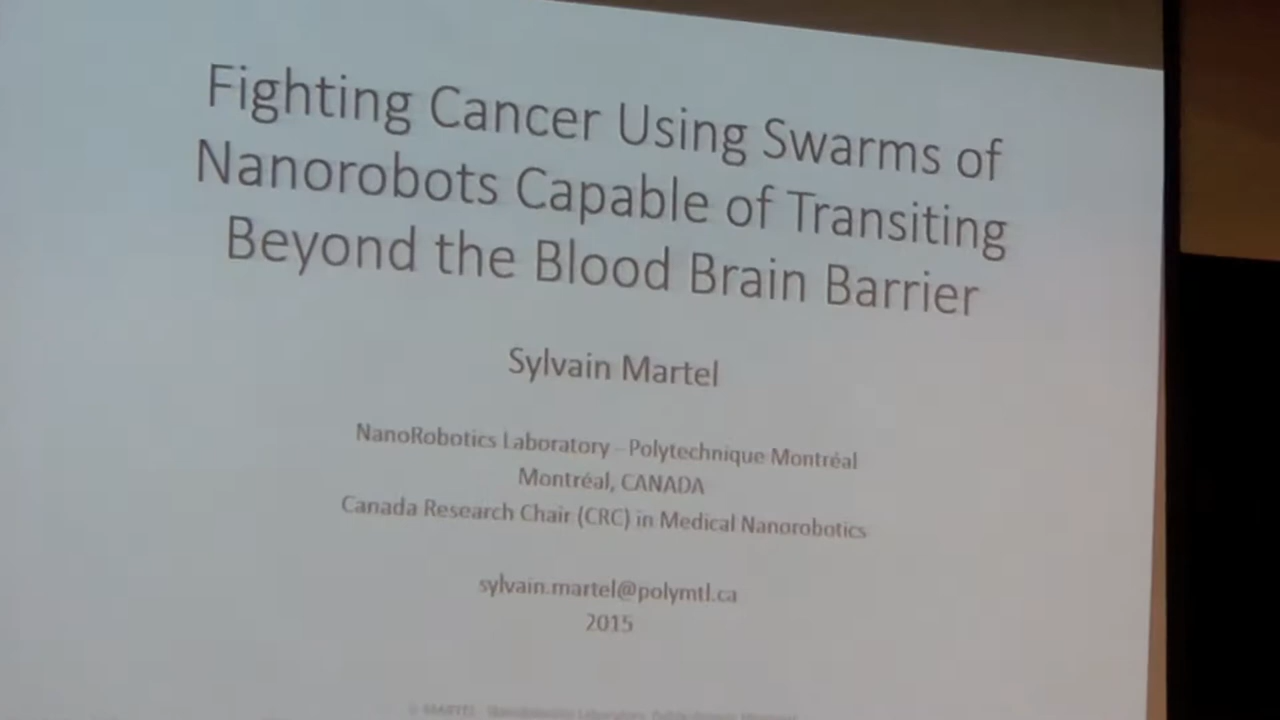 Fighting Cancer Using Swarms of
Nanorobots Capable of Transiting
Beyond the Blood Brain Barrier
Sylvain Martel
NanoRobotics Laboratory - Polytechnique Montréal
Montréal, CANADA
Canada Research Chair (CRC) in Medical Nanorobotics
sylvain.martel@polymtl.ca
2015
© MARTEL